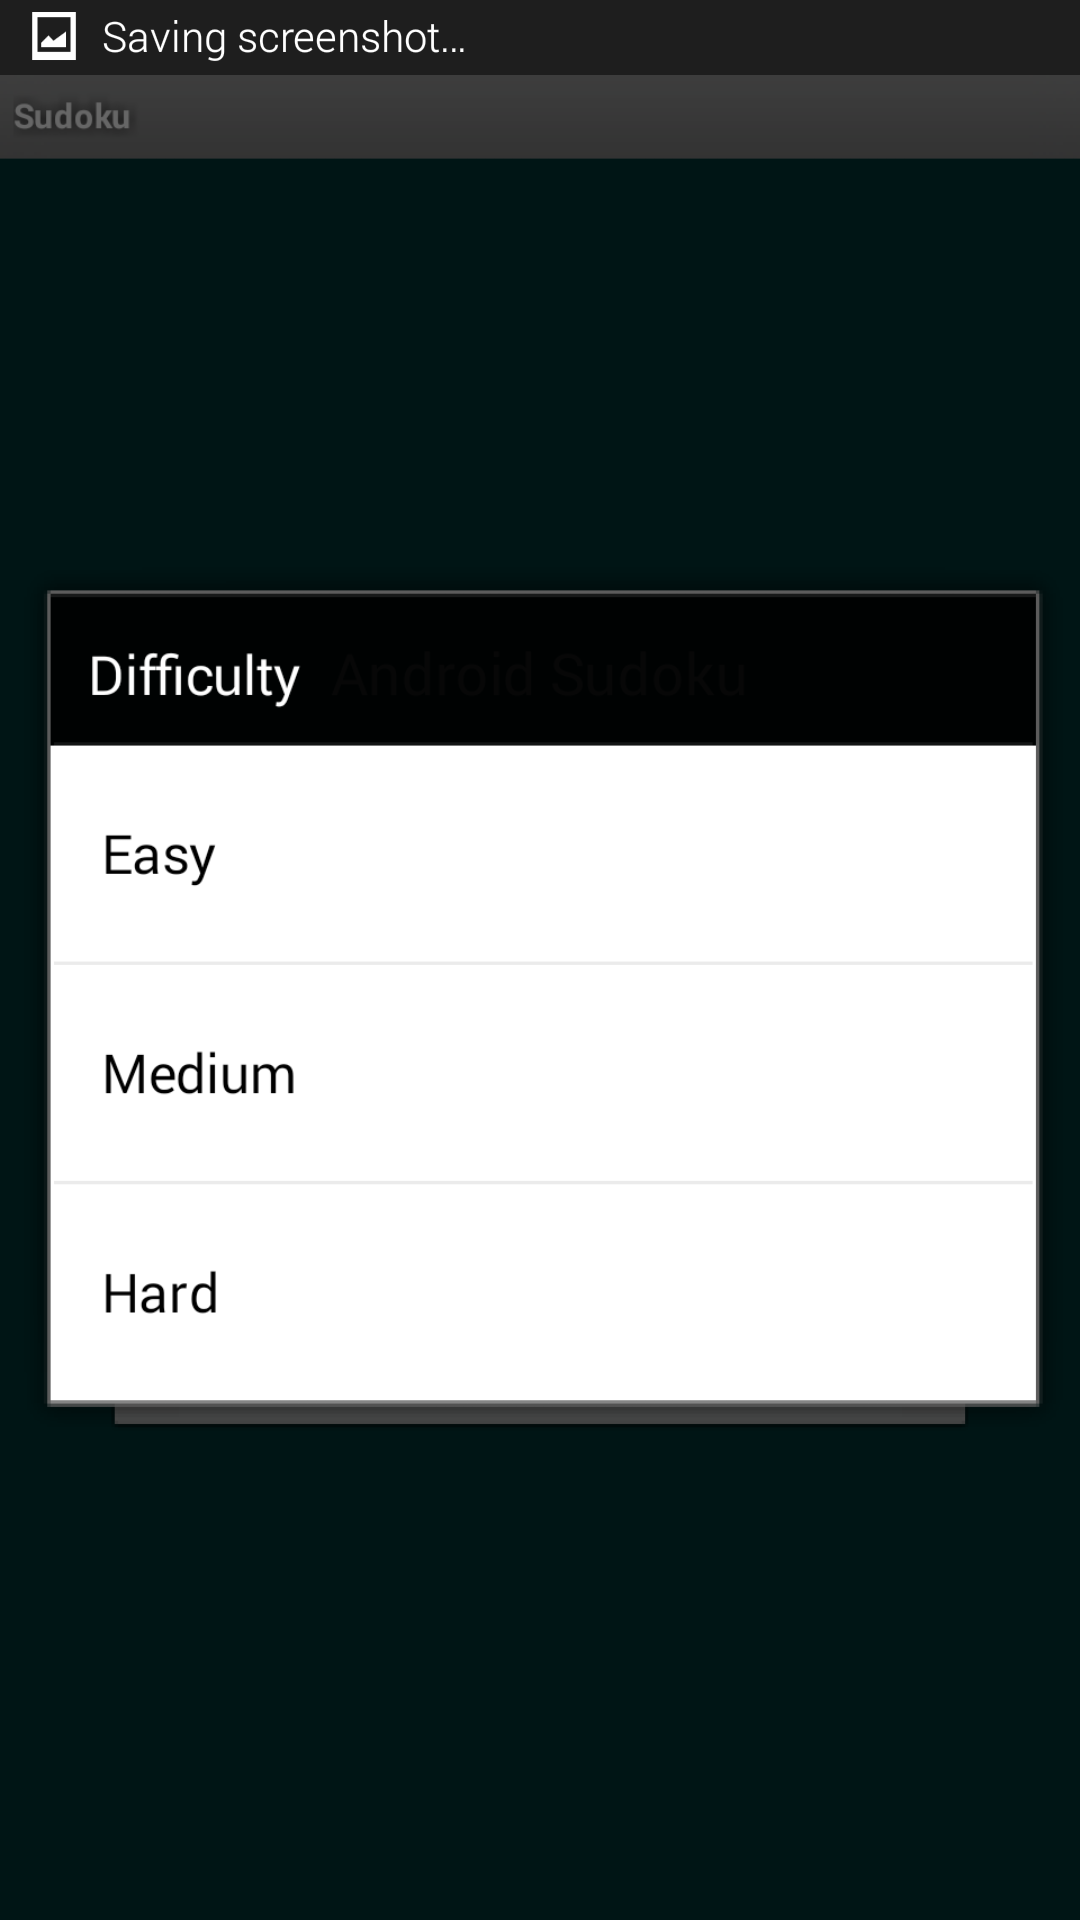 Saving screenshot...
Sudoku
Difficulty
Android Sudoku
Easy
Medium
Hard